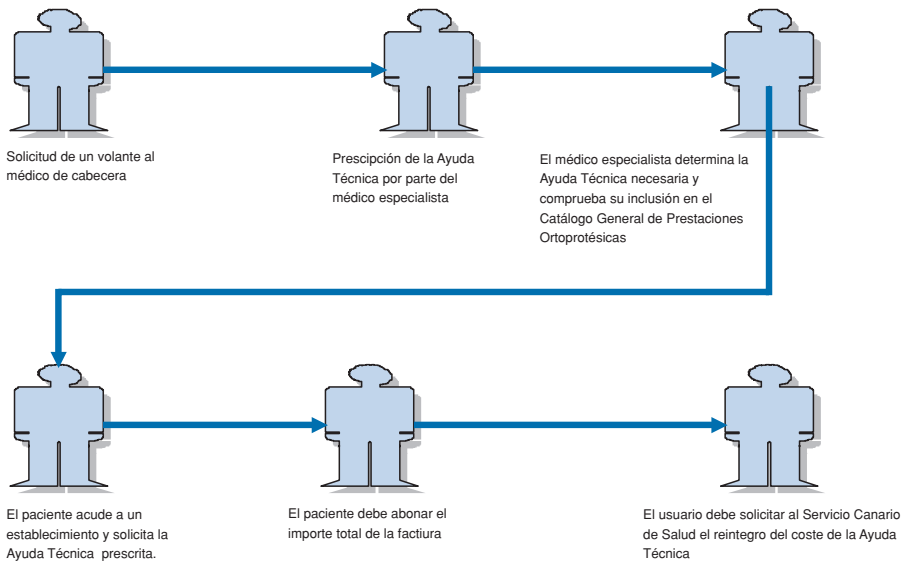 Solicitud de un volante al
médico de cabecera
Prescipción de la Ayuda
Técnica por parte del
médico especialista
El médico especialista determina la
Ayuda Técnica necesaria y
comprueba su inclusión en el
Catálogo General de Prestaciones
Ortoprotésicas
El paciente acude a un
establecimiento y solicita la
Ayuda Técnica prescrita.
El paciente debe abonar el
importe total de la factiura
El usuario debe solicitar al Servicio Canario
de Salud el reintegro del coste de la Ayuda
Técnica